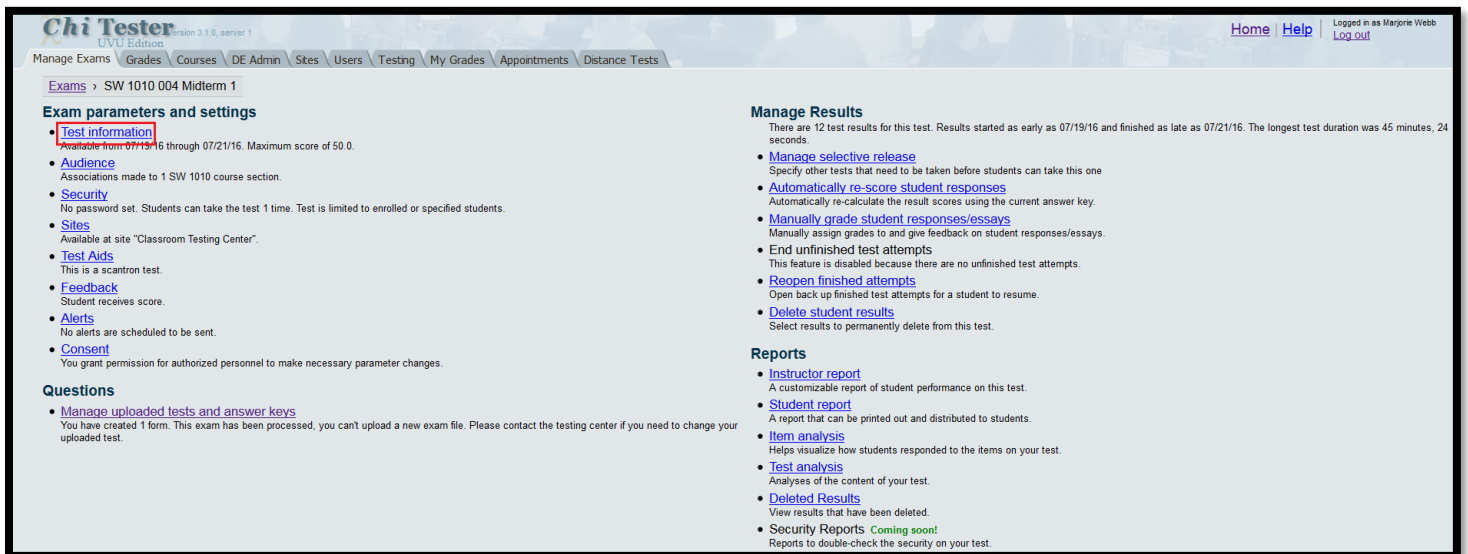 Chi Tester Version 3.1.0, server 1
UVU Edition
Home | Help | Logged in as Marjorie Webb
Log out
Manage Exams Grades Courses DE Admin Sites Users Testing My Grades Appointments Distance Tests
Exams › SW 1010 004 Midterm 1
Exam parameters and settings
• Test information
Available from 07/19/16 through 07/21/16. Maximum score of 50.0.
• Audience
Associations made to 1 SW 1010 course section.
• Security
No password set. Students can take the test 1 time. Test is limited to enrolled or specified students.
• Sites
Available at site "Classroom Testing Center".
• Test Aids
This is a scantron test.
• Feedback
Student receives score.
• Alerts
No alerts are scheduled to be sent.
• Consent
You grant permission for authorized personnel to make necessary parameter changes.
Questions
• Manage uploaded tests and answer keys
You have created 1 form. This exam has been processed, you can't upload a new exam file. Please contact the testing center if you need to change your
uploaded test.
Manage Results
There are 12 test results for this test. Results started as early as 07/19/16 and finished as late as 07/21/16. The longest test duration was 45 minutes, 24
seconds.
• Manage selective release
Specify other tests that need to be taken before students can take this one
• Automatically re-score student responses
Automatically re-calculate the result scores using the current answer key.
• Manually grade student responses/essays
Manually assign grades to and give feedback on student responses/essays.
• End unfinished test attempts
This feature is disabled because there are no unfinished test attempts.
• Reopen finished attempts
Open back up finished test attempts for a student to resume.
• Delete student results
Select results to permanently delete from this test.
Reports
• Instructor report
A customizable report of student performance on this test.
• Student report
A report that can be printed out and distributed to students.
• Item analysis
Helps visualize how students responded to the items on your test.
• Test analysis
Analyses of the content of your test.
• Deleted Results
View results that have been deleted.
• Security Reports Coming soon!
Reports to double-check the security on your test.